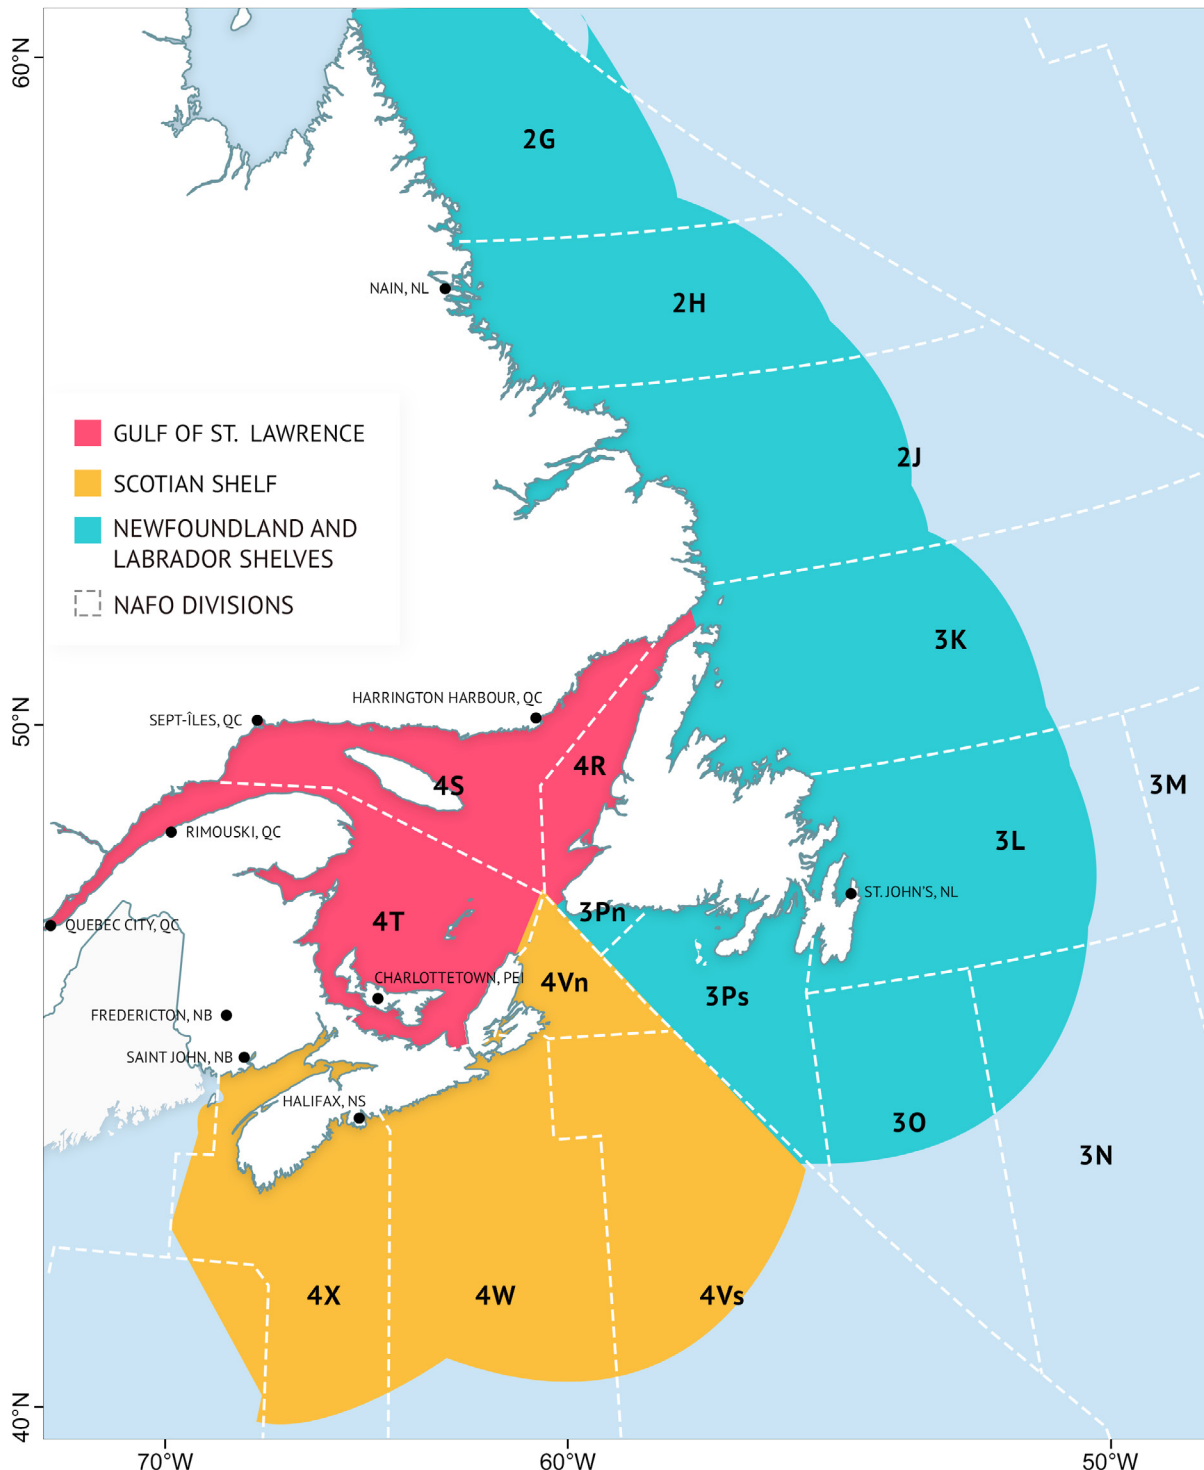 60°N
2G
2H
NAIN, NL
GULF OF ST. LAWRENCE
SCOTIAN SHELF
NEWFOUNDLAND AND
LABRADOR SHELVES
NAFO DIVISIONS
2J
3K
HARRINGTON HARBOUR, QC
SEPT-ÎLES, QC
50°N
4R
4S
3M
RIMOUSKI, QC
3L
ST. JOHN'S, NL
3Pn
QUEBEC CITY, QC
4T
CHARLOTTETOWN, PEI
4Vn
3Ps
FREDERICTON, NB
SAINT JOHN, NB
HALIFAX, NS
3O
3N
4X
4W
4Vs
40°N
70°W
60°W
50°W